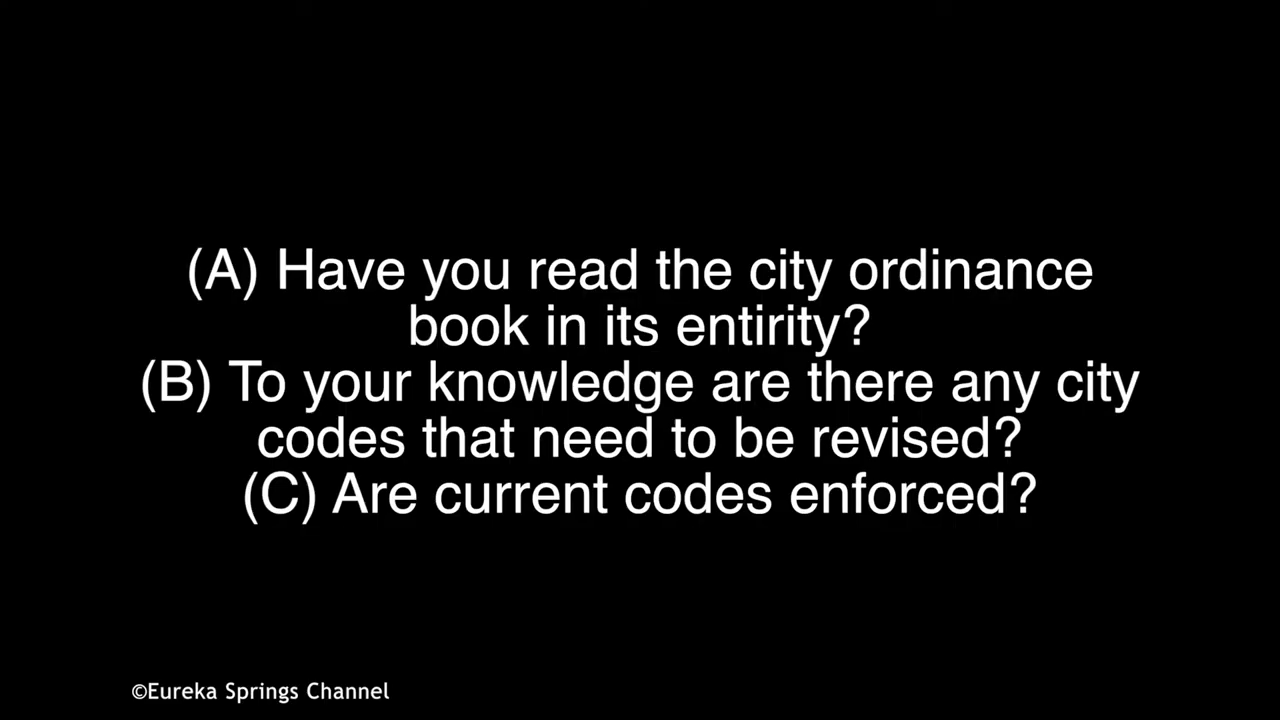 (A) Have you read the city ordinance
book in its entirity?
(B) To your knowledge are there any city
codes that need to be revised?
(C) Are current codes enforced?
©Eureka Springs Channel